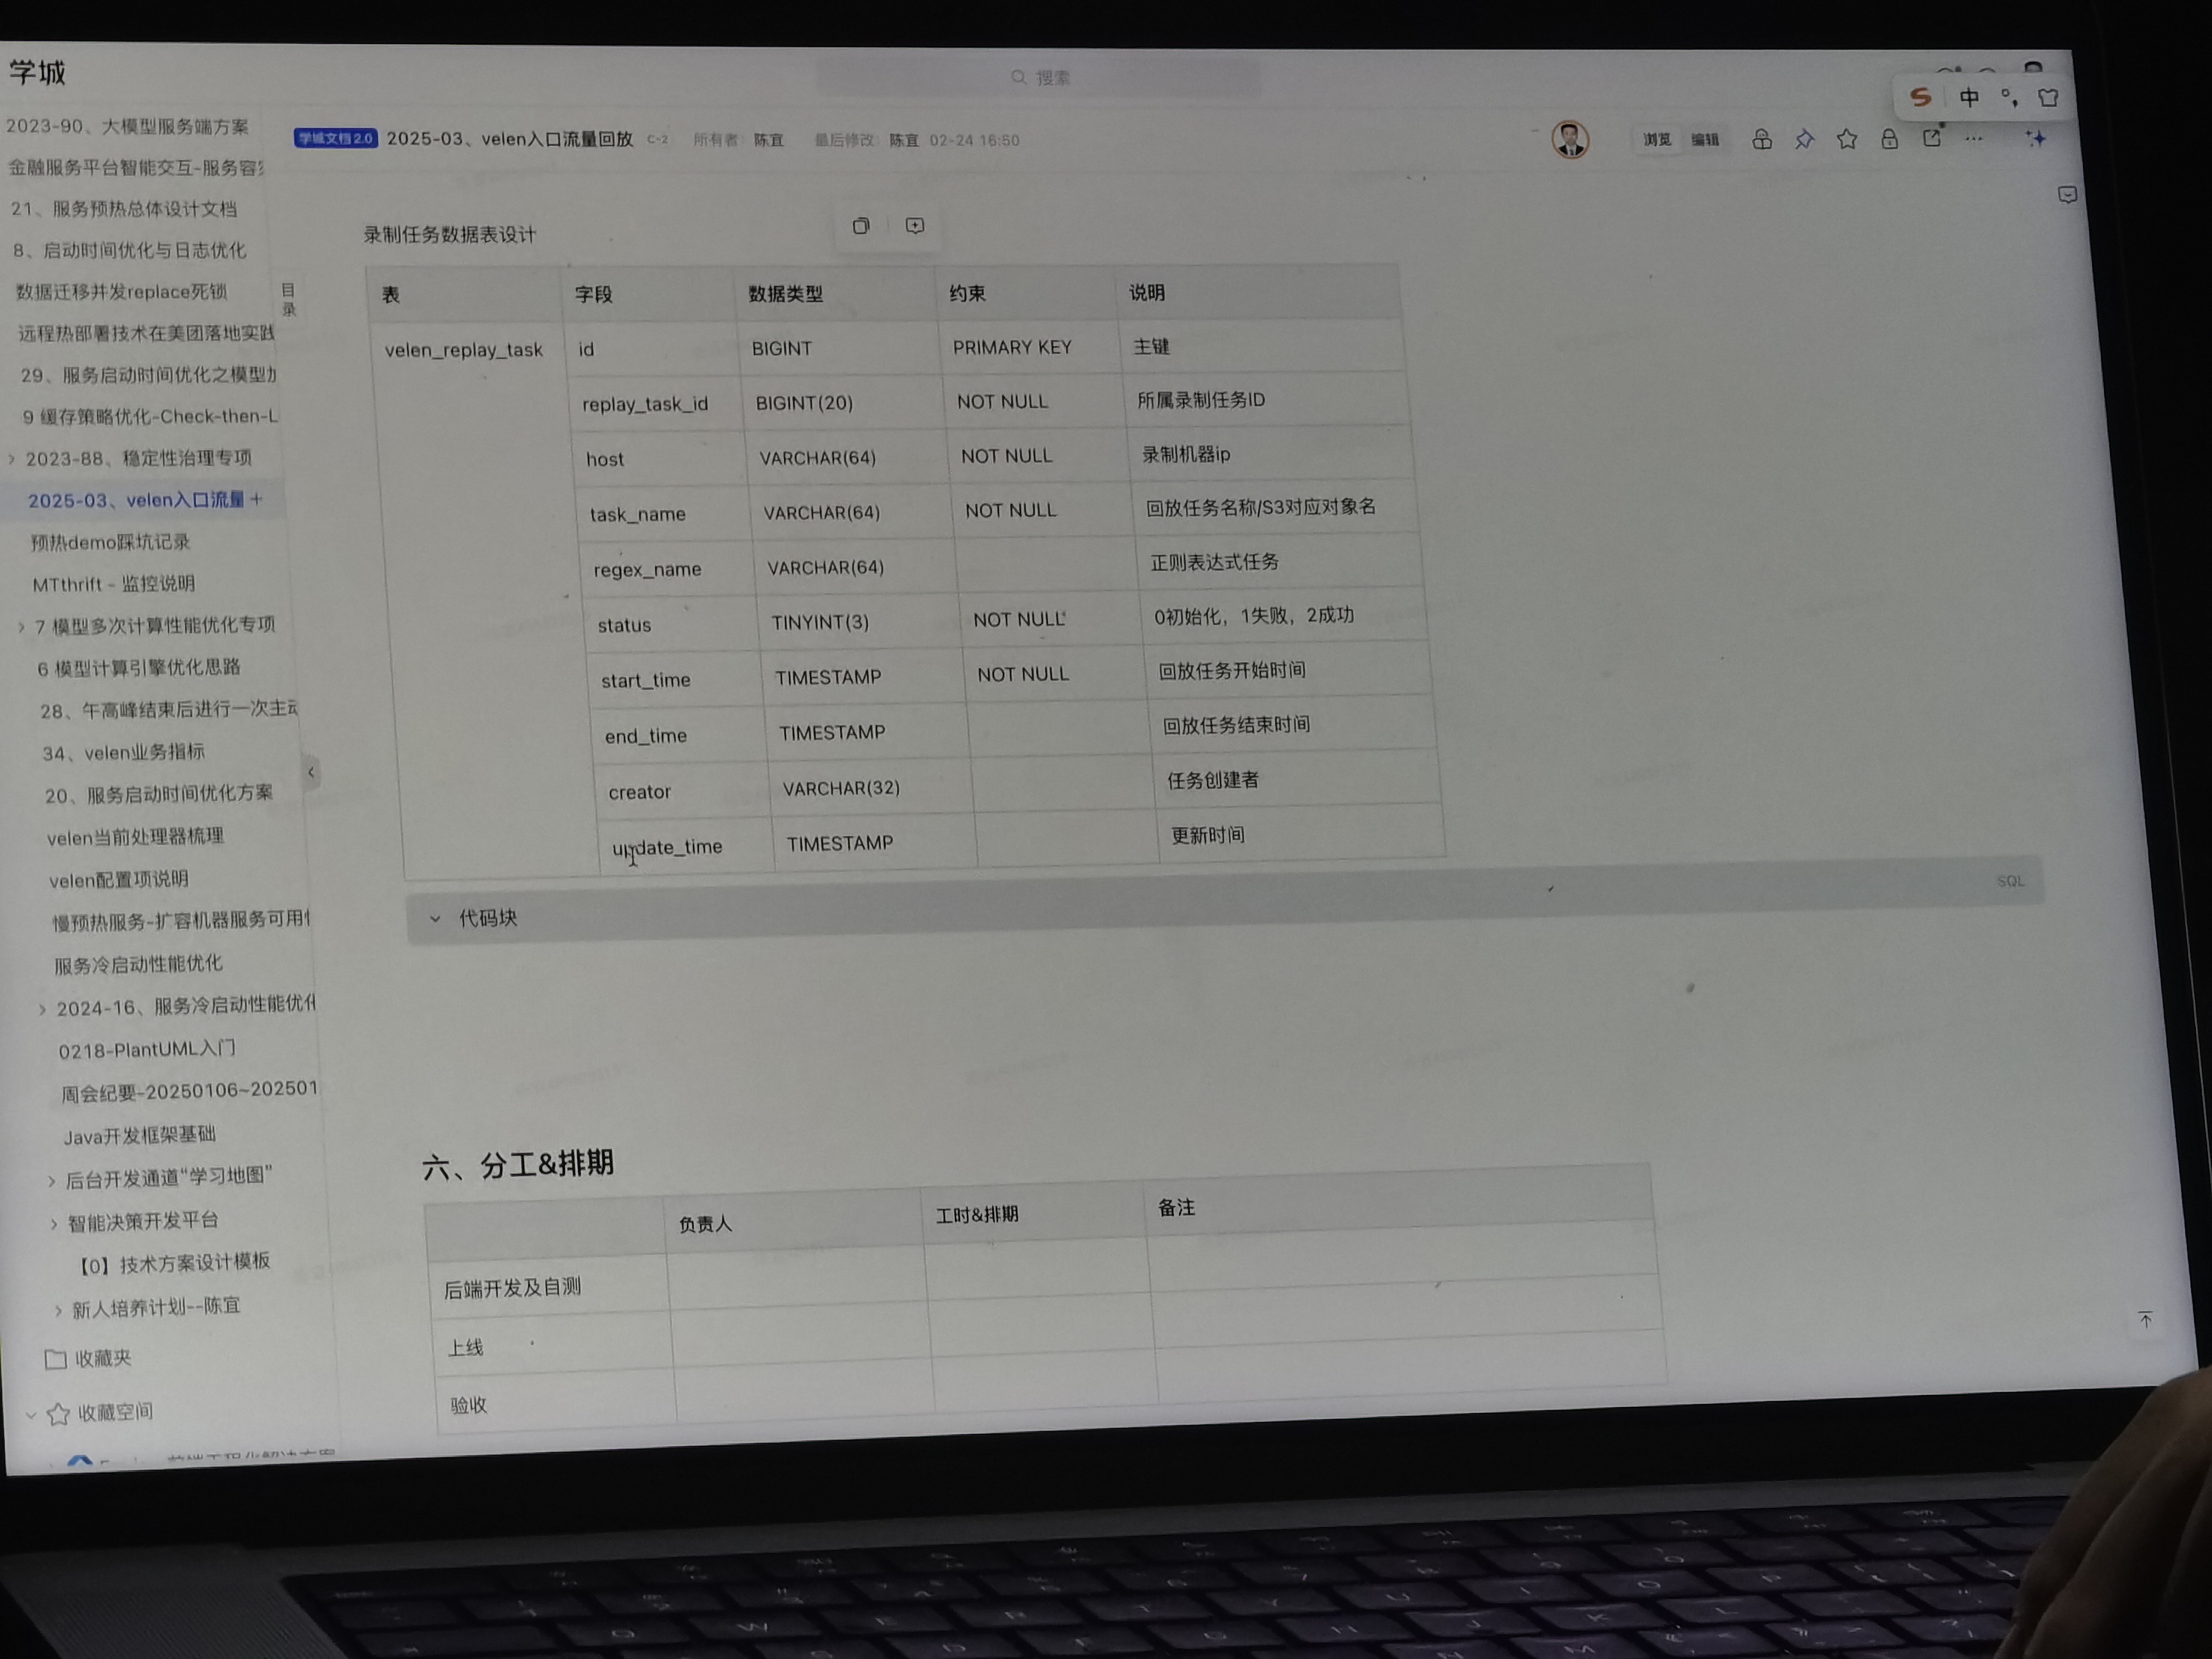 学城
搜索
中
2023-90、大模型服务端方案
金融服务平台智能交互-服务容
21、服务预热总体设计文档
8、启动时间优化与日志优化
数据迁移并发replace死锁
远程热部署技术在美团落地实践
29、服务启动时间优化之模型加
9 缓存策略优化-Check-then-L
2023-88、稳定性治理专项
2025-03、velen入口流量 +
预热demo踩坑记录
MTthrift - 监控说明
7 模型多次计算性能优化专项
6 模型计算引擎优化思路
28、午高峰结束后进行一次主动
34、velen业务指标
20、服务启动时间优化方案
velen当前处理器梳理
velen配置项说明
慢预热服务-扩容机器服务可用性
服务冷启动性能优化
2024-16、服务冷启动性能优化
0218-PlantUML入门
周会纪要-20250106~202501
Java开发框架基础
后台开发通道“学习地图”
智能决策开发平台
【0】技术方案设计模板
新人培养计划--陈宜
收藏夹
收藏空间
目录
学城文档2.0 2025-03、velen入口流量回放 C-2 所有者 陈宜 最后修改 陈宜 02-24 16:50
浏览 编辑
录制任务数据表设计
表 字段 数据类型 约束 说明
velen_replay_task id BIGINT PRIMARY KEY 主键
replay_task_id BIGINT(20) NOT NULL 所属录制任务ID
host VARCHAR(64) NOT NULL 录制机器ip
task_name VARCHAR(64) NOT NULL 回放任务名称/S3对应对象名
regex_name VARCHAR(64) 正则表达式任务
status TINYINT(3) NOT NULL 0初始化，1失败，2成功
start_time TIMESTAMP NOT NULL 回放任务开始时间
end_time TIMESTAMP 回放任务结束时间
creator VARCHAR(32) 任务创建者
update_time TIMESTAMP 更新时间
代码块 SQL
六、分工&排期
负责人 工时&排期 备注
后端开发及自测
上线
验收